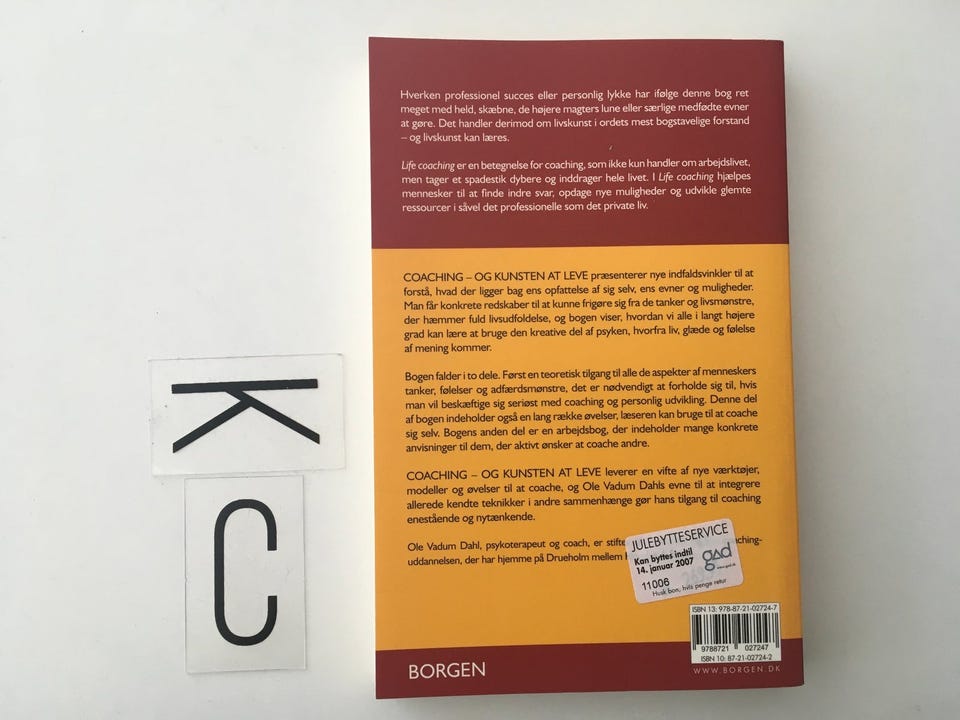 Hverken professionel succes eller personlig lykke har ifølge denne bog ret
meget med held, skæbne, de højere magters lune eller særlige medfødte evner
at gøre. Det handler derimod om livskunst i ordets mest bogstavelige forstand
– og livskunst kan læres.
Life coaching er en betegnelse for coaching, som ikke kun handler om arbejdslivet,
men tager et spadestik dybere og inddrager hele livet. I Life coaching hjælpes
mennesker til at finde indre svar, opdage nye muligheder og udvikle glemte
ressourcer i såvel det professionelle som det private liv.
COACHING – OG KUNSTEN AT LEVE præsenterer nye indfaldsvinkler til at
forstå, hvad der ligger bag ens opfattelse af sig selv, ens evner og muligheder.
Man får konkrete redskaber til at kunne frigøre sig fra de tanker og livsmønstre,
der hæmmer fuld livsudfoldelse, og bogen viser, hvordan vi alle i langt højere
grad kan lære at bruge den kreative del af psyken, hvorfra liv, glæde og følelse
af mening kommer.
Bogen falder i to dele. Først en teoretisk tilgang til alle de aspekter af menneskers
tanker, følelser og adfærdsmønstre, det er nødvendigt at forholde sig til, hvis
man vil beskæftige sig seriøst med coaching og personlig udvikling. Denne del
af bogen indeholder også en lang række øvelser, læseren kan bruge til at coache
sig selv. Bogens anden del er en arbejdsbog, der indeholder mange konkrete
anvisninger til dem, der aktivt ønsker at coache andre.
COACHING – OG KUNSTEN AT LEVE leverer en vifte af nye værktøjer,
modeller og øvelser til at coache, og Ole Vadum Dahls evne til at integrere
allerede kendte teknikker i andre sammenhænge gør hans tilgang til coaching
enestående og nytænkende.
Ole Vadum Dahl, psykoterapeut og coach, er stifte coaching-
uddannelsen, der har hjemme på Drueholm mellem
JULEBYTTESERVICE
Kan byttes indtil
14. januar 2007
gad
www.gad.dk
11006
Husk bon, hvis penge retur
ISBN 13: 978-87-21-02724-7
9788721 027247
ISBN 10: 87-21-02724-2
WWW.BORGEN.DK
BORGEN
K
C